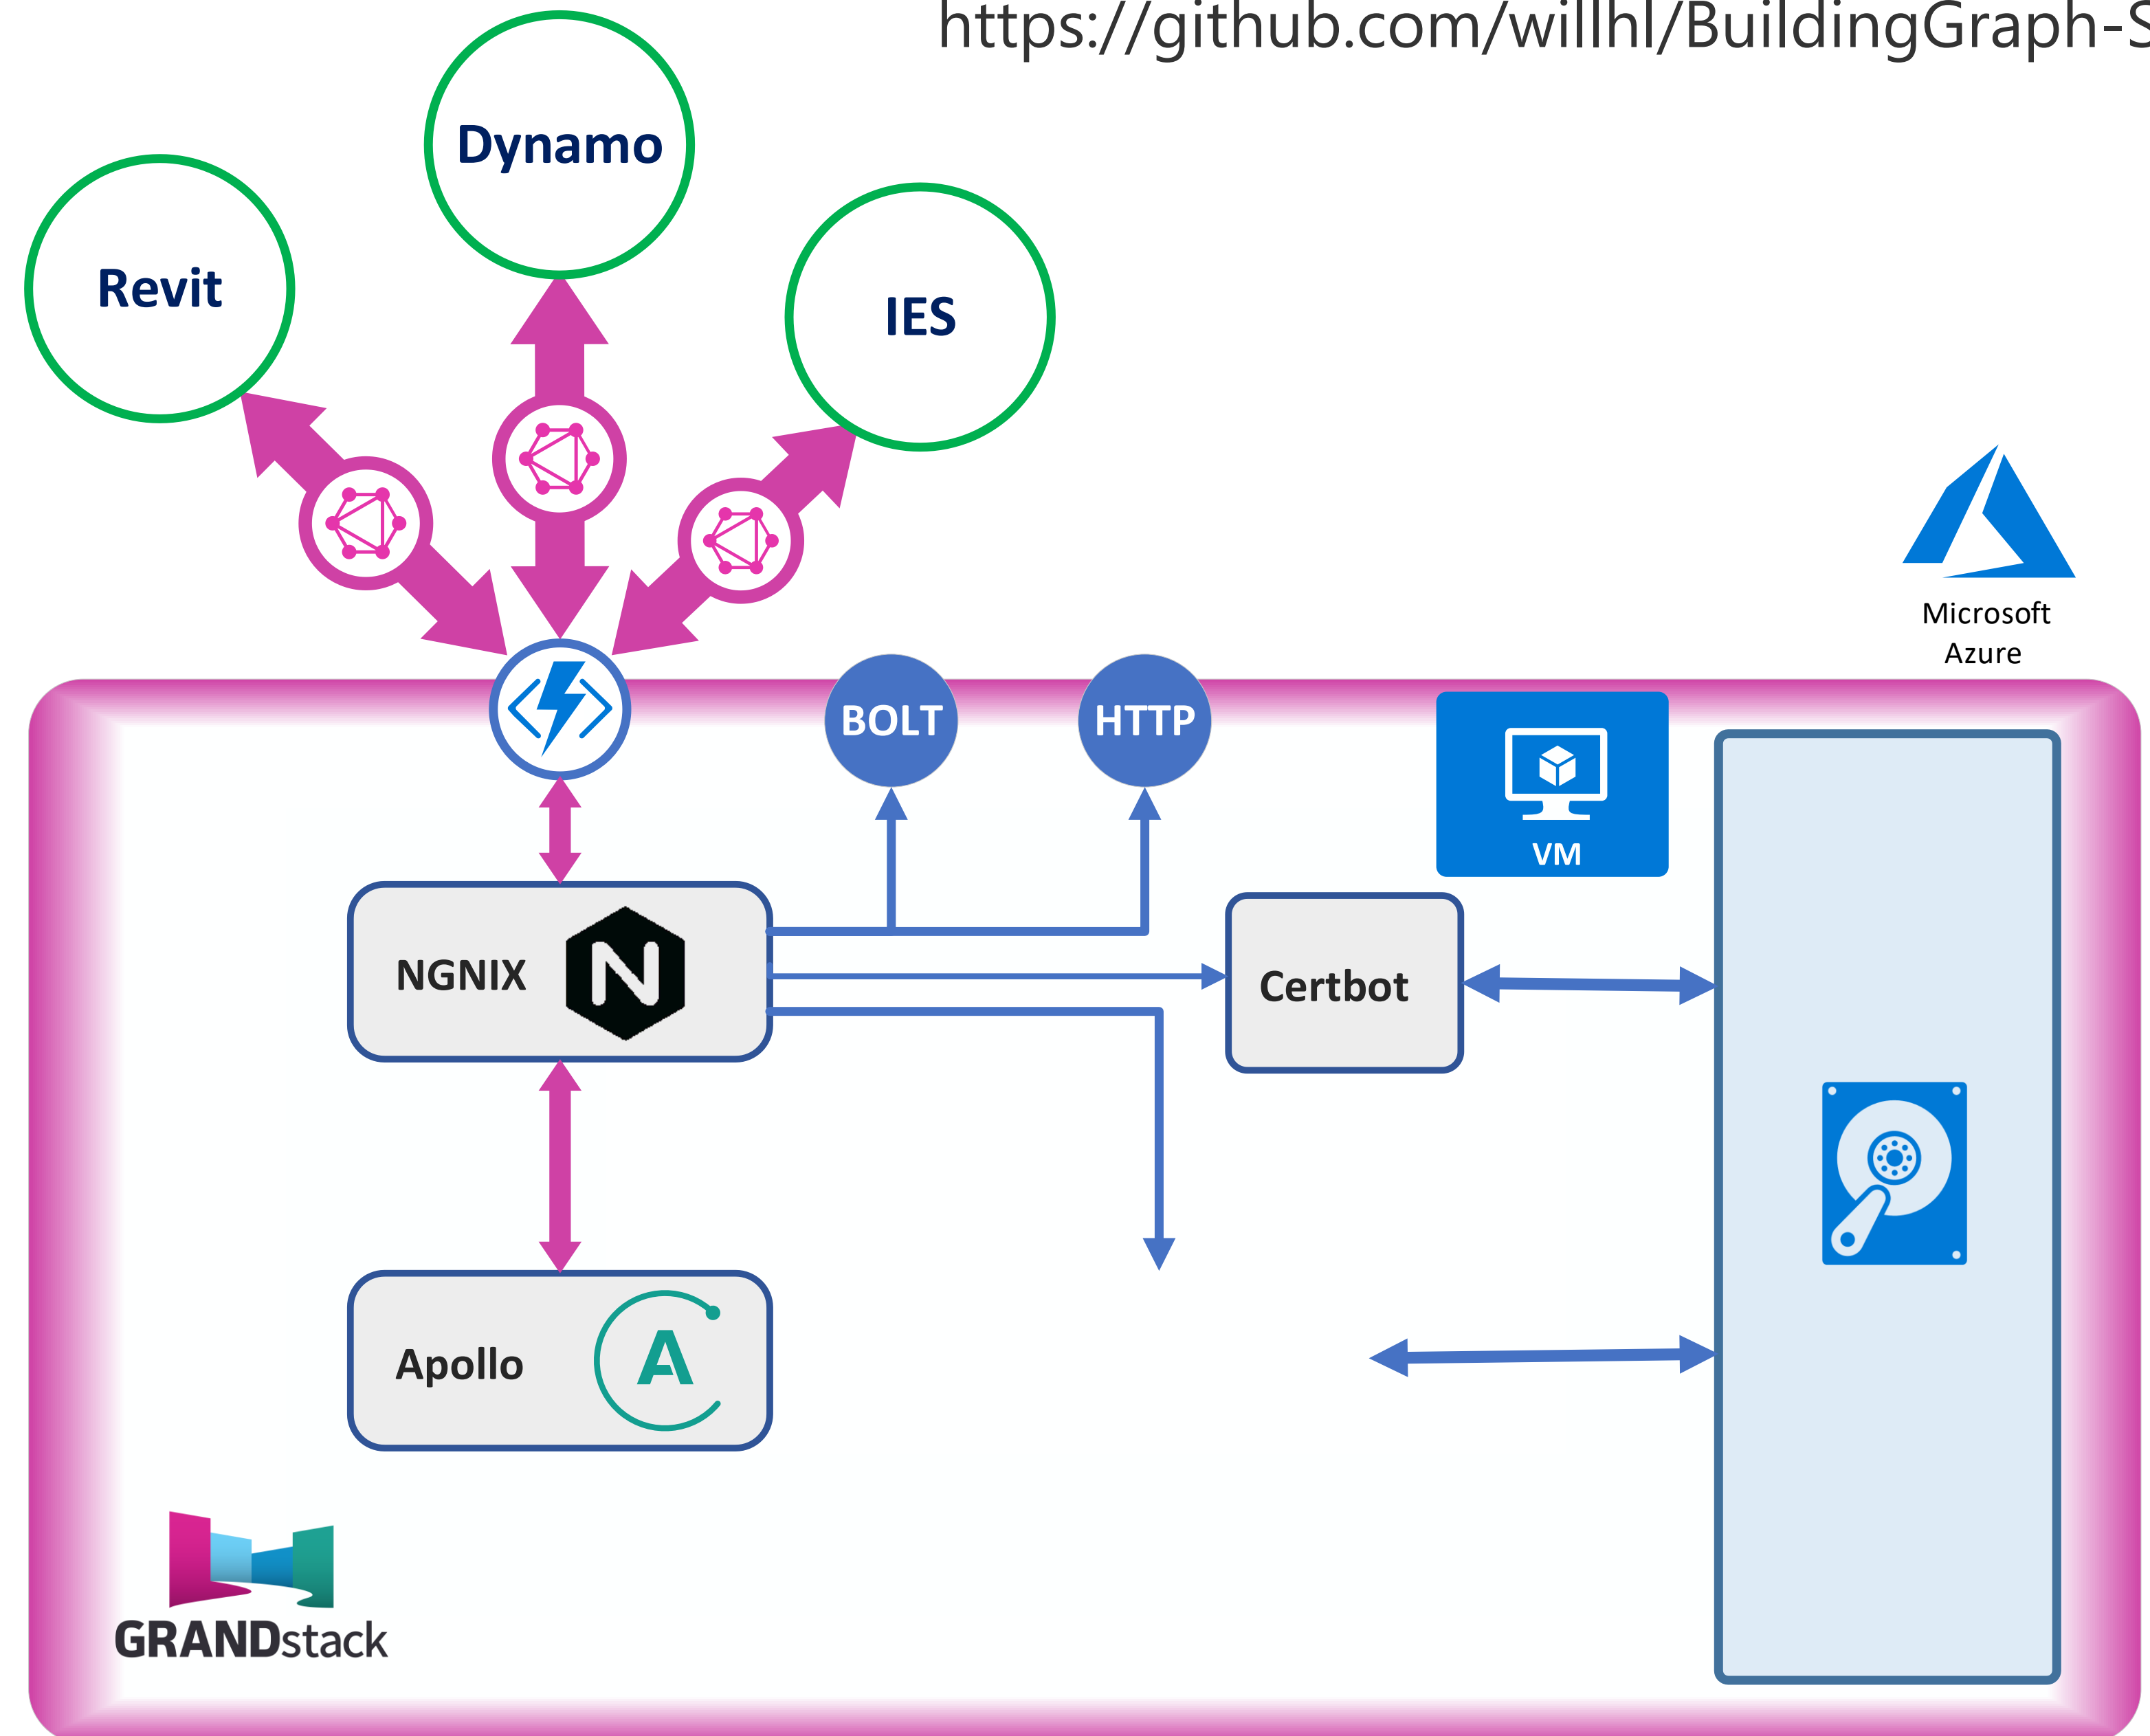 https://github.com/willhl/BuildingGraph-S
Dynamo
Revit
IES
Microsoft
Azure
BOLT
HTTP
VM
NGNIX
N
Certbot
Apollo
A
GRANDstack